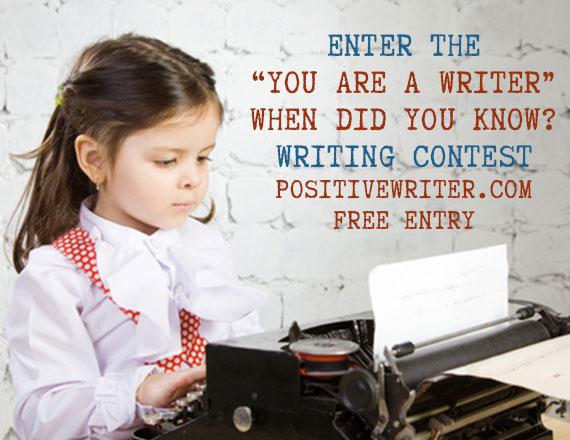 ENTER THE
“YOU ARE A WRITER”
WHEN DID YOU KNOW?
WRITING CONTEST
POSITIVEWRITER.COM
FREE ENTRY